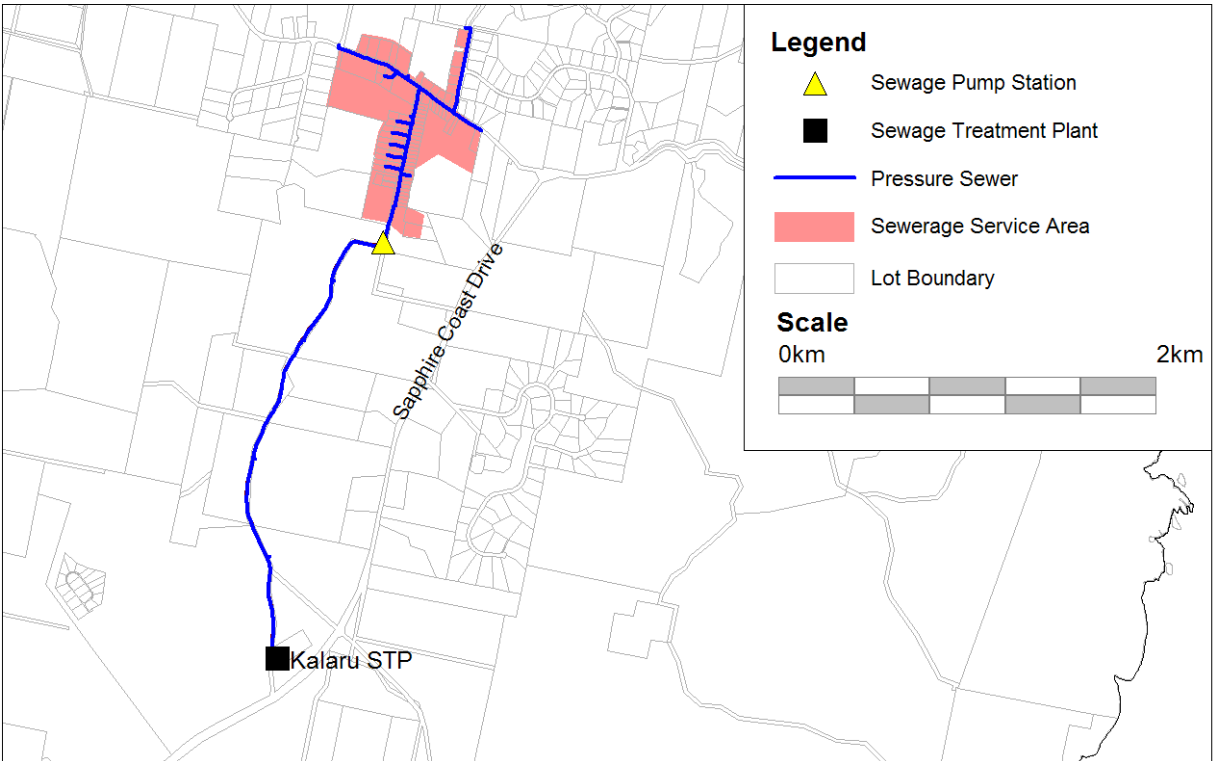 Legend
Sewage Pump Station
Sewage Treatment Plant
Pressure Sewer
Sewerage Service Area
Lot Boundary
Scale
0km 2km
Sapphire Coast Drive
Kalaru STP